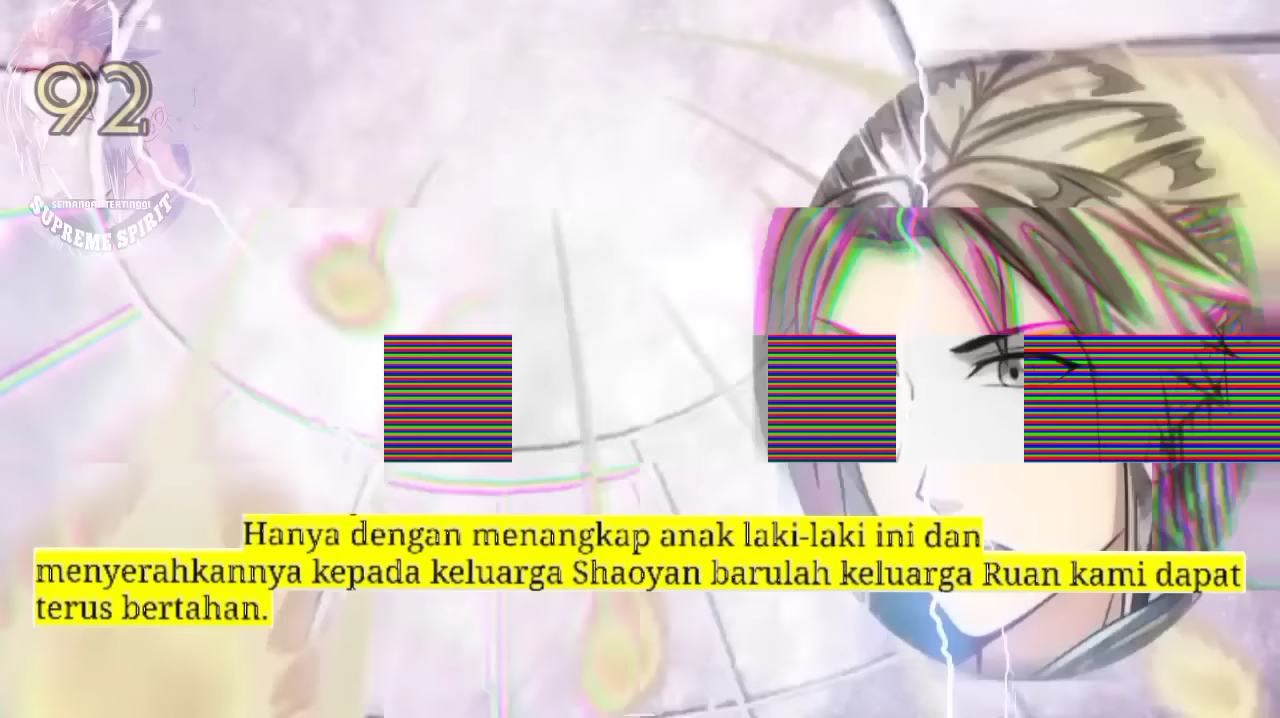 92
SEMANGAT TERTINGGI
SUPREME SPIRIT
Hanya dengan menangkap anak laki-laki ini dan
menyerahkannya kepada keluarga Shaoyan barulah keluarga Ruan kami dapat
terus bertahan.